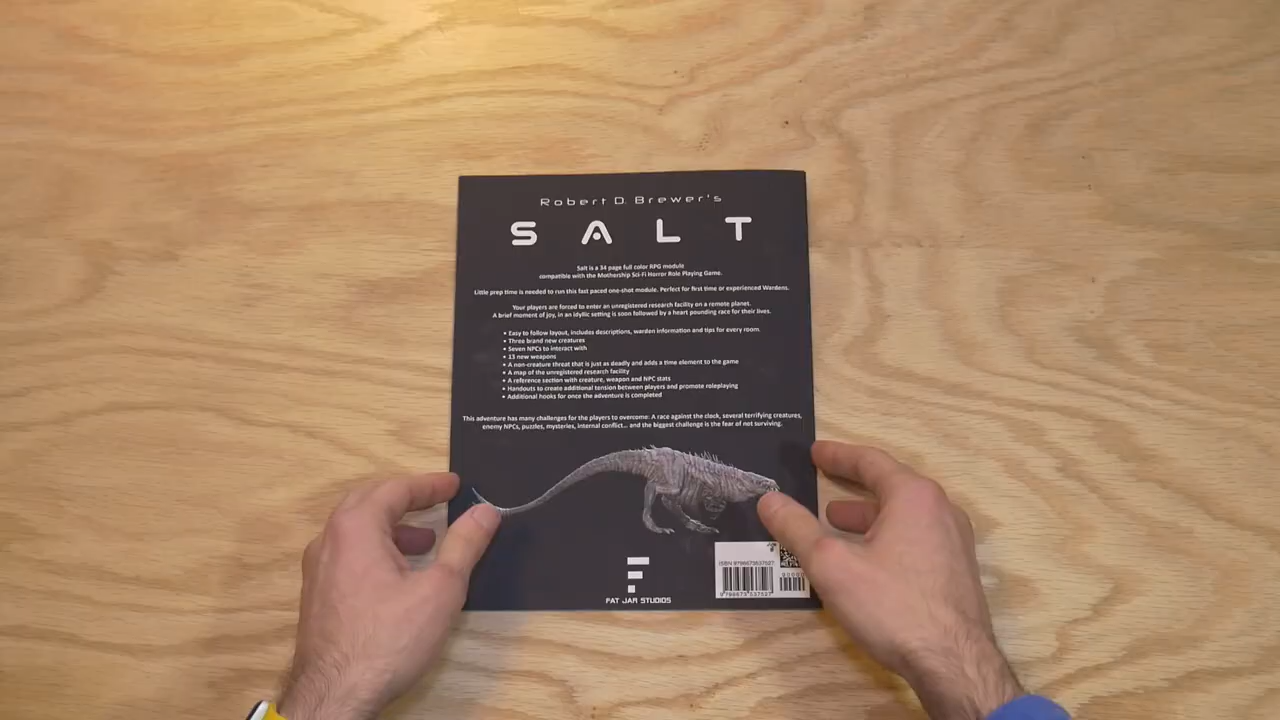 Robert D. Brewer's
SALT
Salt is a 34 page full color RPG module
compatible with the Mothership Sci-Fi Horror Role Playing Game.
Little prep time is needed to run this fast paced one-shot module. Perfect for first time or experienced Wardens.
Your players are forced to enter an unregistered research facility on a remote planet.
A brief moment of joy, in an idyllic setting is soon followed by a heart pounding race for their lives.
• Easy to follow layout, includes descriptions, warden information and tips for every room.
• Three brand new creatures
• Seven NPCs to interact with
• 13 new weapons
• A non-creature threat that is just as deadly and adds a time element to the game
• A map of the unregistered research facility
• A reference section with creature, weapon and NPC stats
• Handouts to create additional tension between players and promote roleplaying
• Additional hooks for once the adventure is completed
This adventure has many challenges for the players to overcome: A race against the clock, several terrifying creatures,
enemy NPCs, puzzles, mysteries, internal conflict... and the biggest challenge is the fear of not surviving.
FAT JAR STUDIOS
ISBN 9798673537527